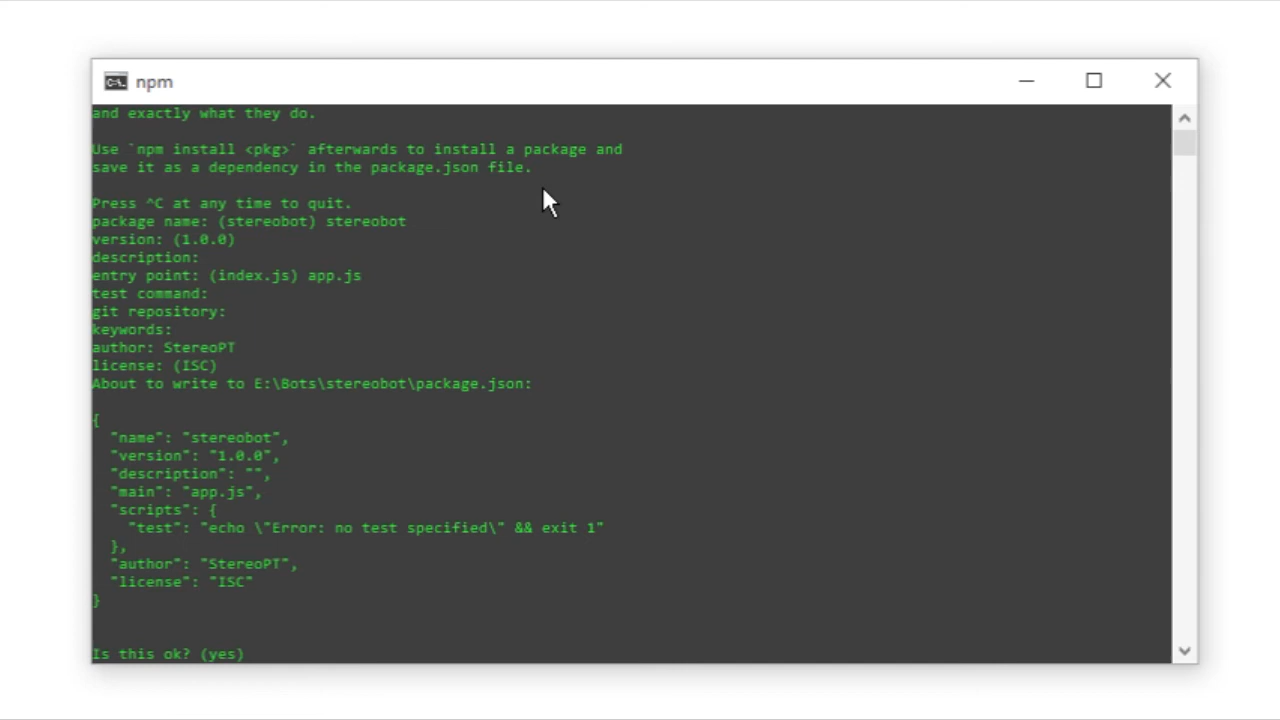 npm
and exactly what they do.
Use `npm install <pkg>` afterwards to install a package and
save it as a dependency in the package.json file.
Press ^C at any time to quit.
package name: (stereobot) stereobot
version: (1.0.0)
description:
entry point: (index.js) app.js
test command:
git repository:
keywords:
author: StereoPT
license: (ISC)
About to write to E:\Bots\stereobot\package.json:
{
  "name": "stereobot",
  "version": "1.0.0",
  "description": "",
  "main": "app.js",
  "scripts": {
    "test": "echo \"Error: no test specified\" && exit 1"
  },
  "author": "StereoPT",
  "license": "ISC"
}
Is this ok? (yes)